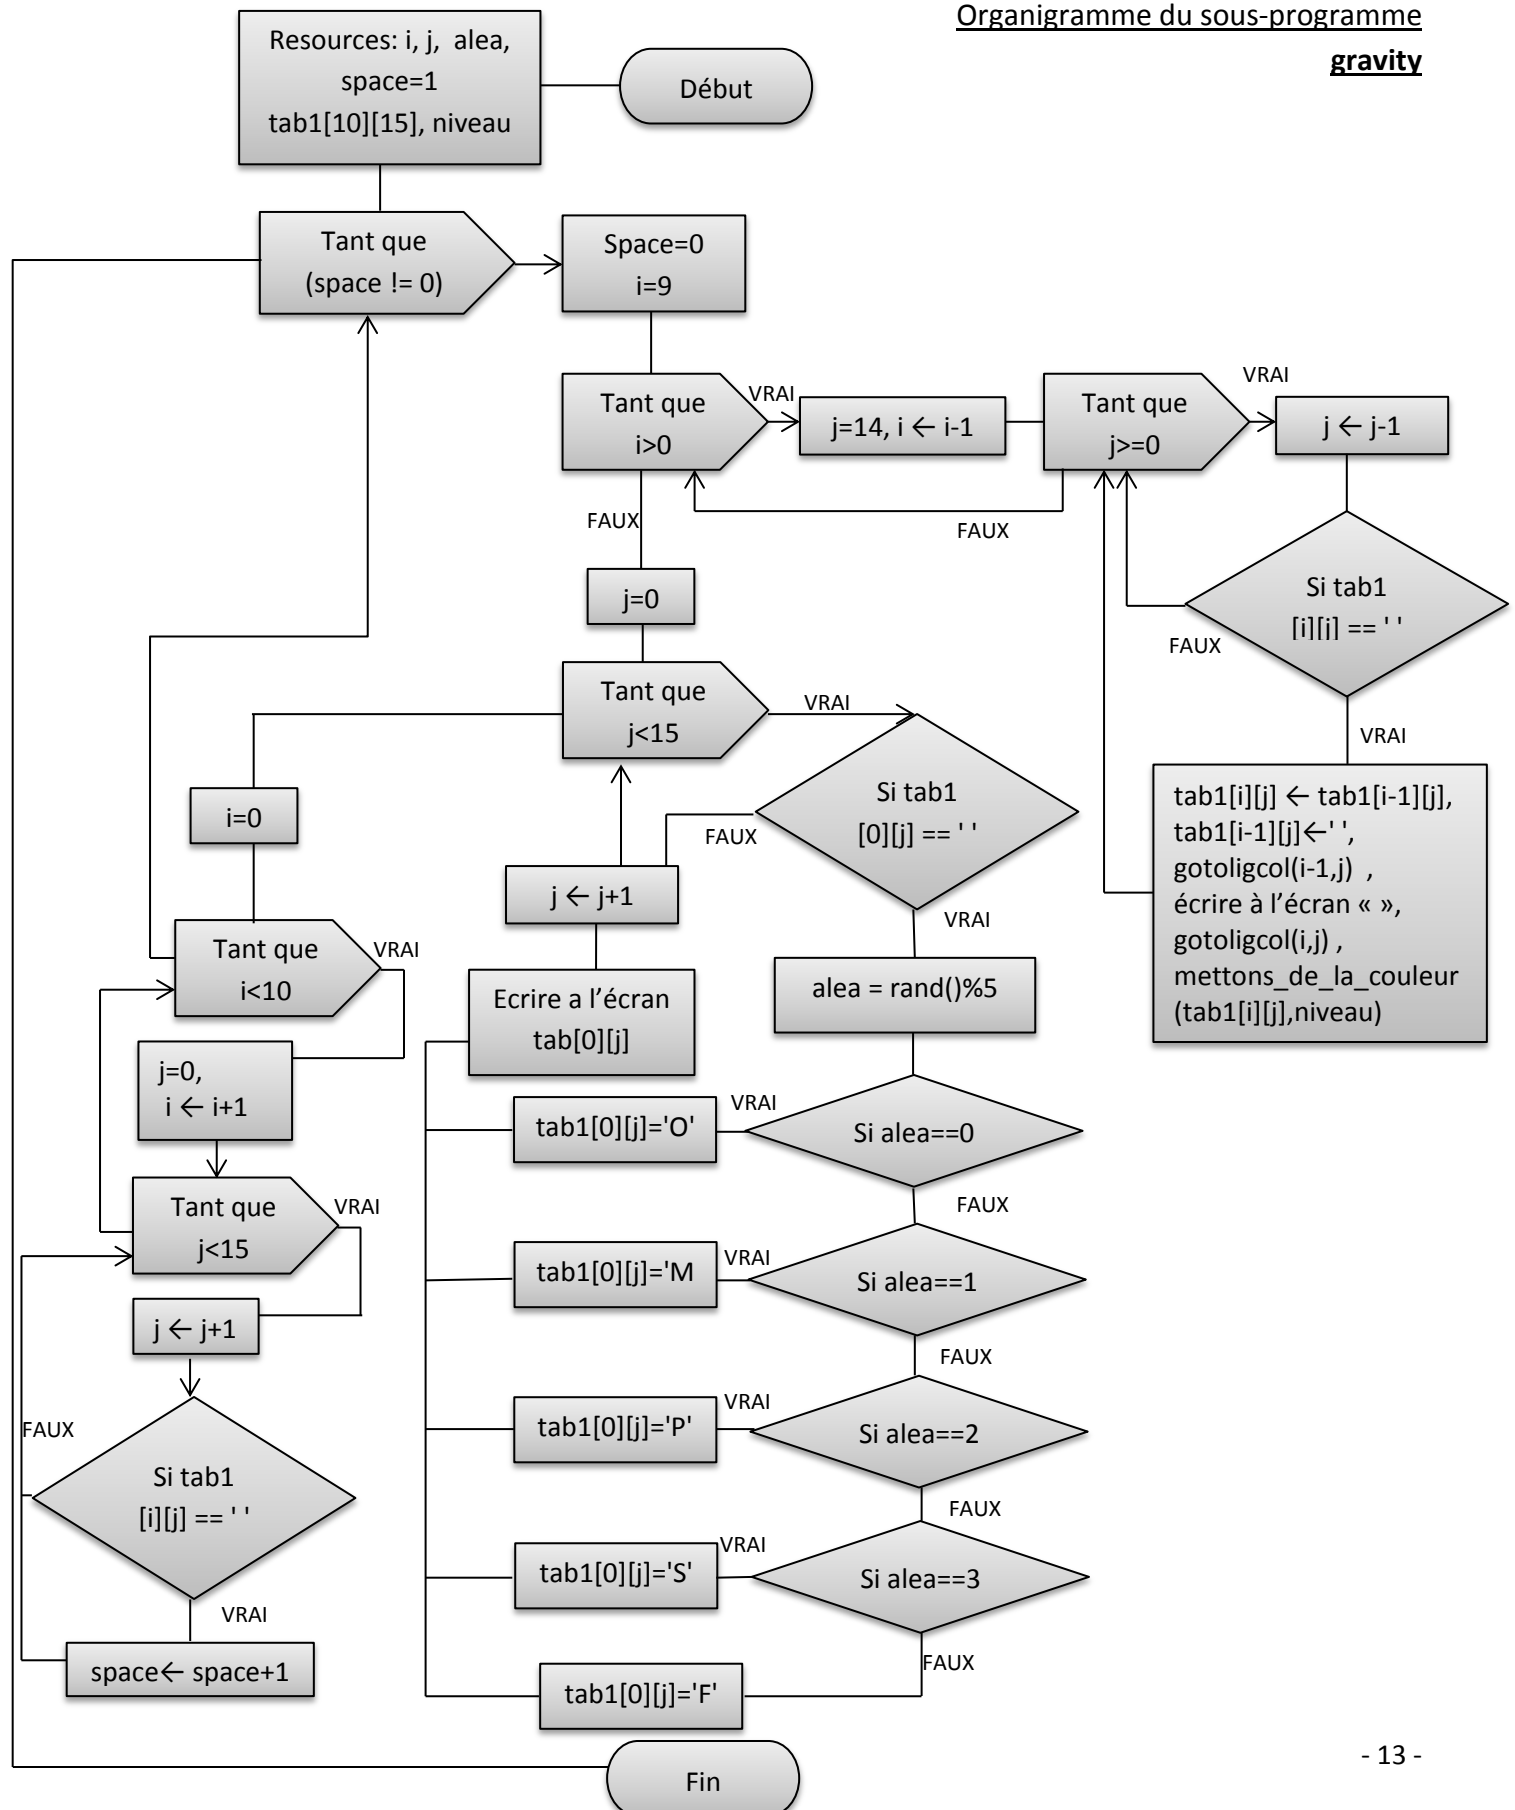 Organigramme du sous-programme
gravity
Resources: i, j, alea,
space=1
tab1[10][15], niveau
Début
Tant que
(space != 0)
Space=0
i=9
Tant que
i>0
VRAI
j=14, i ← i-1
Tant que
j>=0
VRAI
j ← j-1
FAUX
FAUX
Si tab1
[i][j] == ' '
FAUX
VRAI
tab1[i][j] ← tab1[i-1][j],
tab1[i-1][j]←' ',
gotoligcol(i-1,j) ,
écrire à l’écran « »,
gotoligcol(i,j) ,
mettons_de_la_couleur
(tab1[i][j],niveau)
j=0
Tant que
j<15
VRAI
Si tab1
[0][j] == ' '
FAUX
VRAI
j ← j+1
Ecrire a l’écran
tab[0][j]
alea = rand()%5
Si alea==0
VRAI
tab1[0][j]='O'
FAUX
Si alea==1
VRAI
tab1[0][j]='M
FAUX
Si alea==2
VRAI
tab1[0][j]='P'
FAUX
Si alea==3
VRAI
tab1[0][j]='S'
FAUX
tab1[0][j]='F'
i=0
Tant que
i<10
VRAI
j=0,
i ← i+1
Tant que
j<15
VRAI
j ← j+1
Si tab1
[i][j] == ' '
FAUX
VRAI
space← space+1
Fin
- 13 -